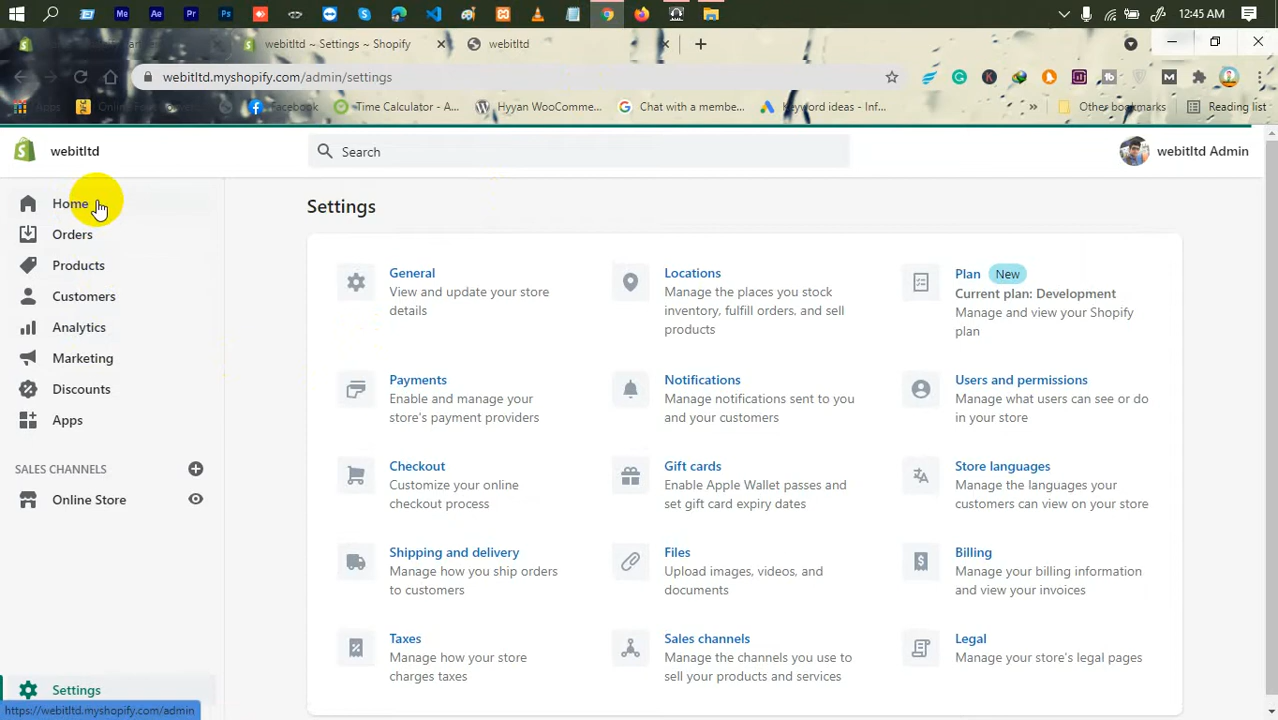 Me
Ae
Pr
Ps
12:45 AM
webitltd ~ Settings ~ Shopify
webitltd
webitltd.myshopify.com/admin/settings
Apps
Facebook
Time Calculator - A...
Hyyan WooComme...
Chat with a membe...
Keyword ideas - Inf...
»
Other bookmarks
Reading list
webitltd
Search
webitltd Admin
Home
Orders
Products
Customers
Analytics
Marketing
Discounts
Apps
SALES CHANNELS
Online Store
Settings
https://webitltd.myshopify.com/admin
Settings
General
View and update your store
details
Locations
Manage the places you stock
inventory, fulfill orders, and sell
products
Plan New
Current plan: Development
Manage and view your Shopify
plan
Payments
Enable and manage your
store's payment providers
Notifications
Manage notifications sent to you
and your customers
Users and permissions
Manage what users can see or do
in your store
Checkout
Customize your online
checkout process
Gift cards
Enable Apple Wallet passes and
set gift card expiry dates
Store languages
Manage the languages your
customers can view on your store
Shipping and delivery
Manage how you ship orders
to customers
Files
Upload images, videos, and
documents
Billing
Manage your billing information
and view your invoices
Taxes
Manage how your store
charges taxes
Sales channels
Manage the channels you use to
sell your products and services
Legal
Manage your store's legal pages